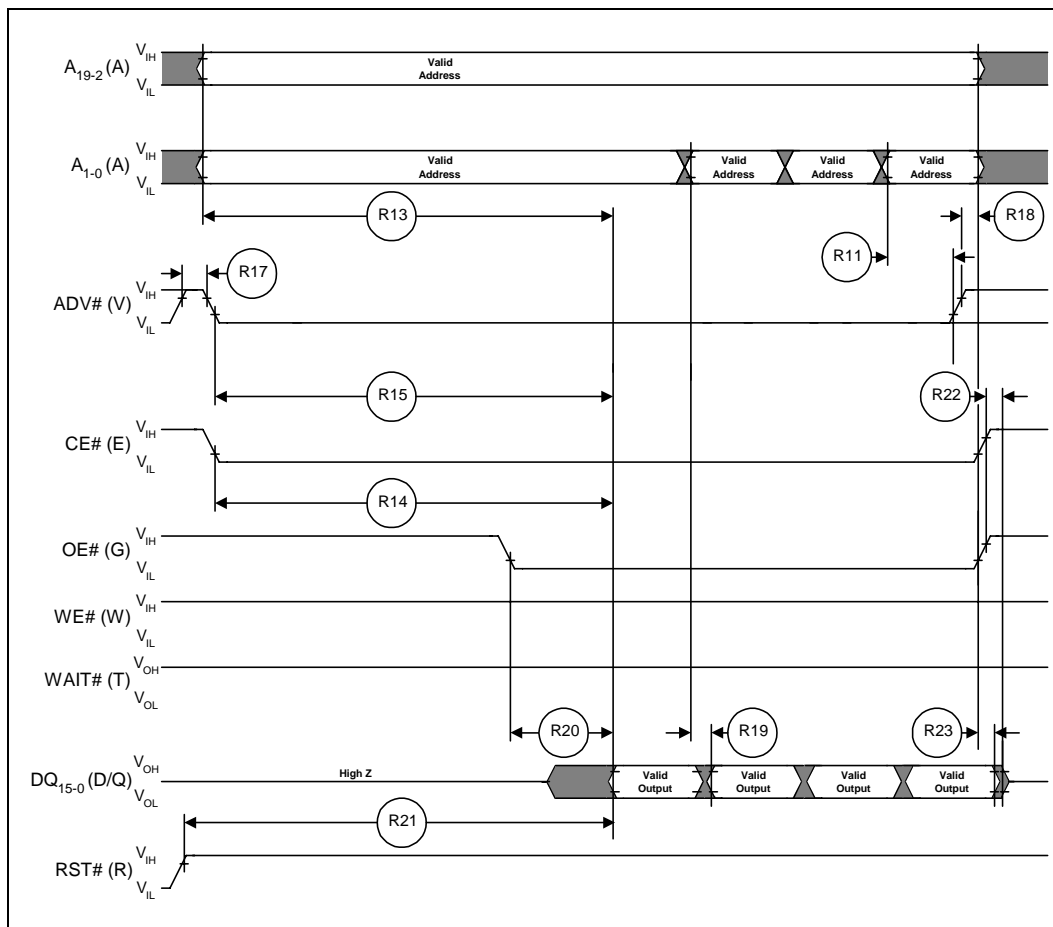 A19-2 (A) VIH
VIL
Valid
Address
A1-0 (A) VIH
VIL
Valid
Address
Valid
Address
Valid
Address
Valid
Address
R13
R18
R17
R11
ADV# (V) VIH
VIL
R15
R22
CE# (E) VIH
VIL
R14
OE# (G) VIH
VIL
WE# (W) VIH
VIL
WAIT# (T) VOH
VOL
R20
R19
R23
DQ15-0 (D/Q) VOH
VOL
High Z
Valid
Output
Valid
Output
Valid
Output
Valid
Output
R21
RST# (R) VIH
VIL